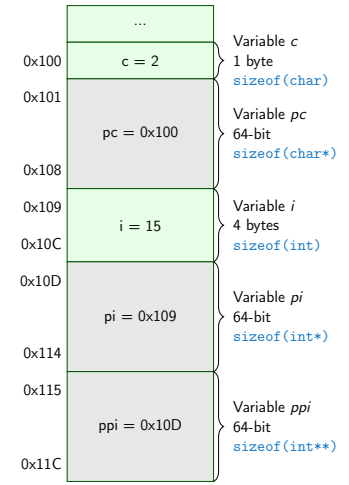 ...
0x100
c = 2
Variable c
1 byte
sizeof(char)
0x101
pc = 0x100
0x108
Variable pc
64-bit
sizeof(char*)
0x109
i = 15
0x10C
Variable i
4 bytes
sizeof(int)
0x10D
pi = 0x109
0x114
Variable pi
64-bit
sizeof(int*)
0x115
ppi = 0x10D
0x11C
Variable ppi
64-bit
sizeof(int**)